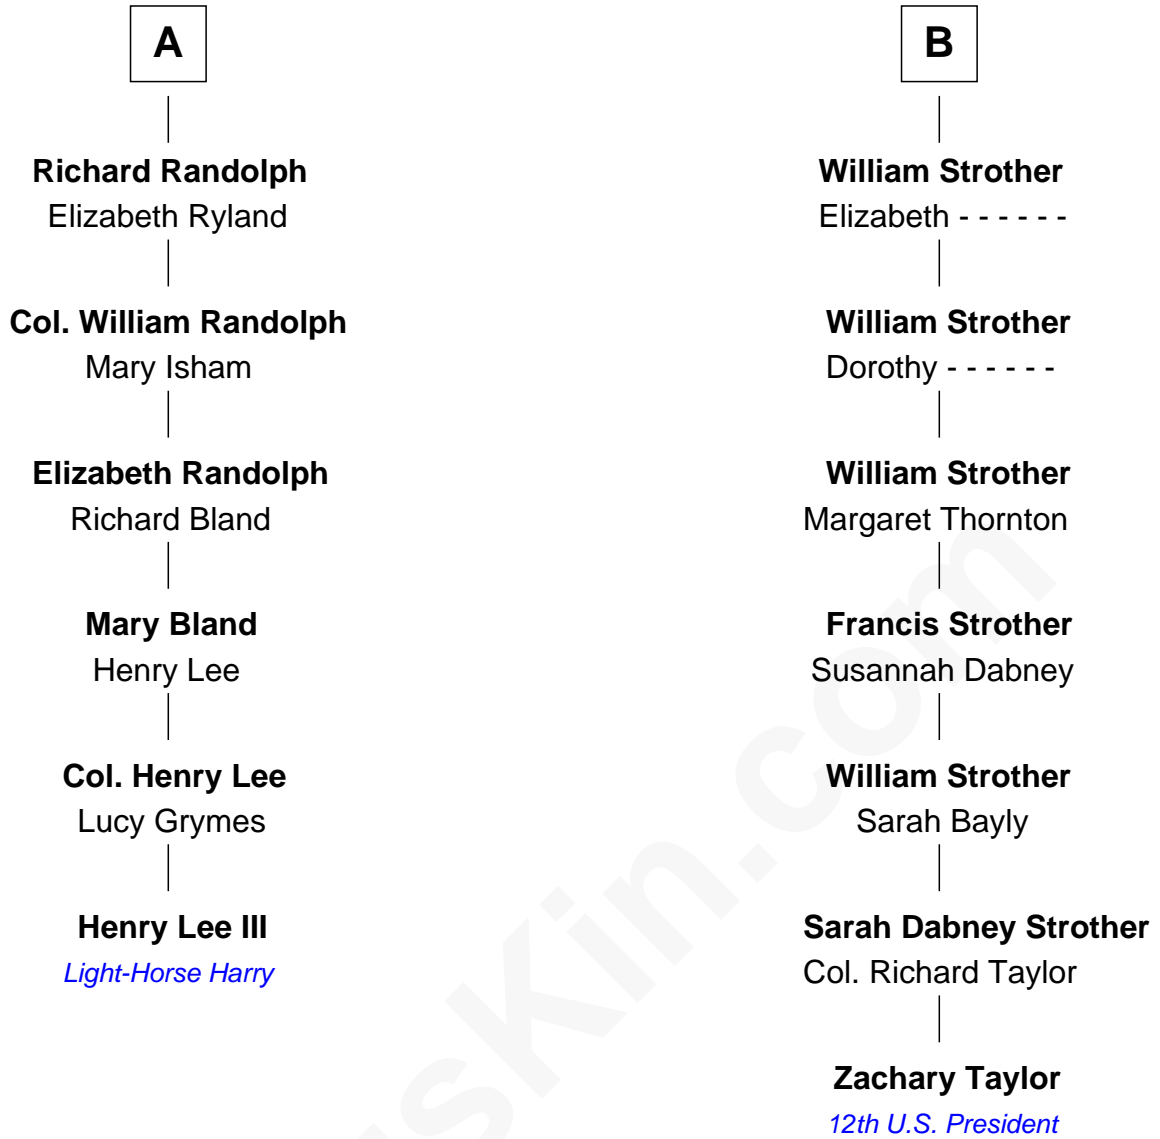 A
Richard Randolph
Elizabeth Ryland
Col. William Randolph
Mary Isham
Elizabeth Randolph
Richard Bland
Mary Bland
Henry Lee
Col. Henry Lee
Lucy Grymes
Henry Lee III
Light-Horse Harry
B
William Strother
Elizabeth - - - - - -
William Strother
Dorothy - - - - - -
William Strother
Margaret Thornton
Francis Strother
Susannah Dabney
William Strother
Sarah Bayly
Sarah Dabney Strother
Col. Richard Taylor
Zachary Taylor
12th U.S. President
sKin.com